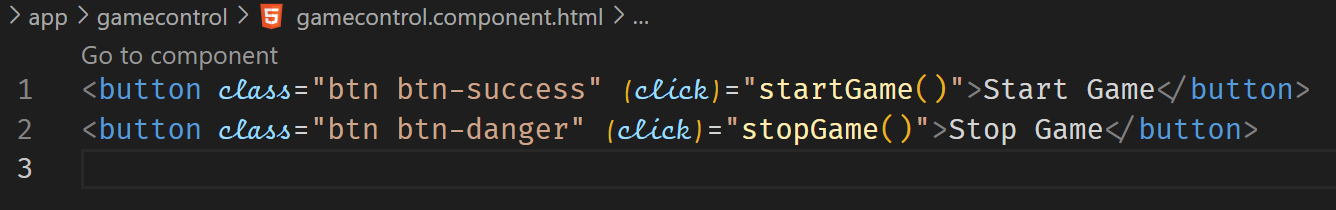 > app > gamecontrol > gamecontrol.component.html > ...
Go to component
1 <button class="btn btn-success" (click)="startGame()">Start Game</button>
2 <button class="btn btn-danger" (click)="stopGame()">Stop Game</button>
3